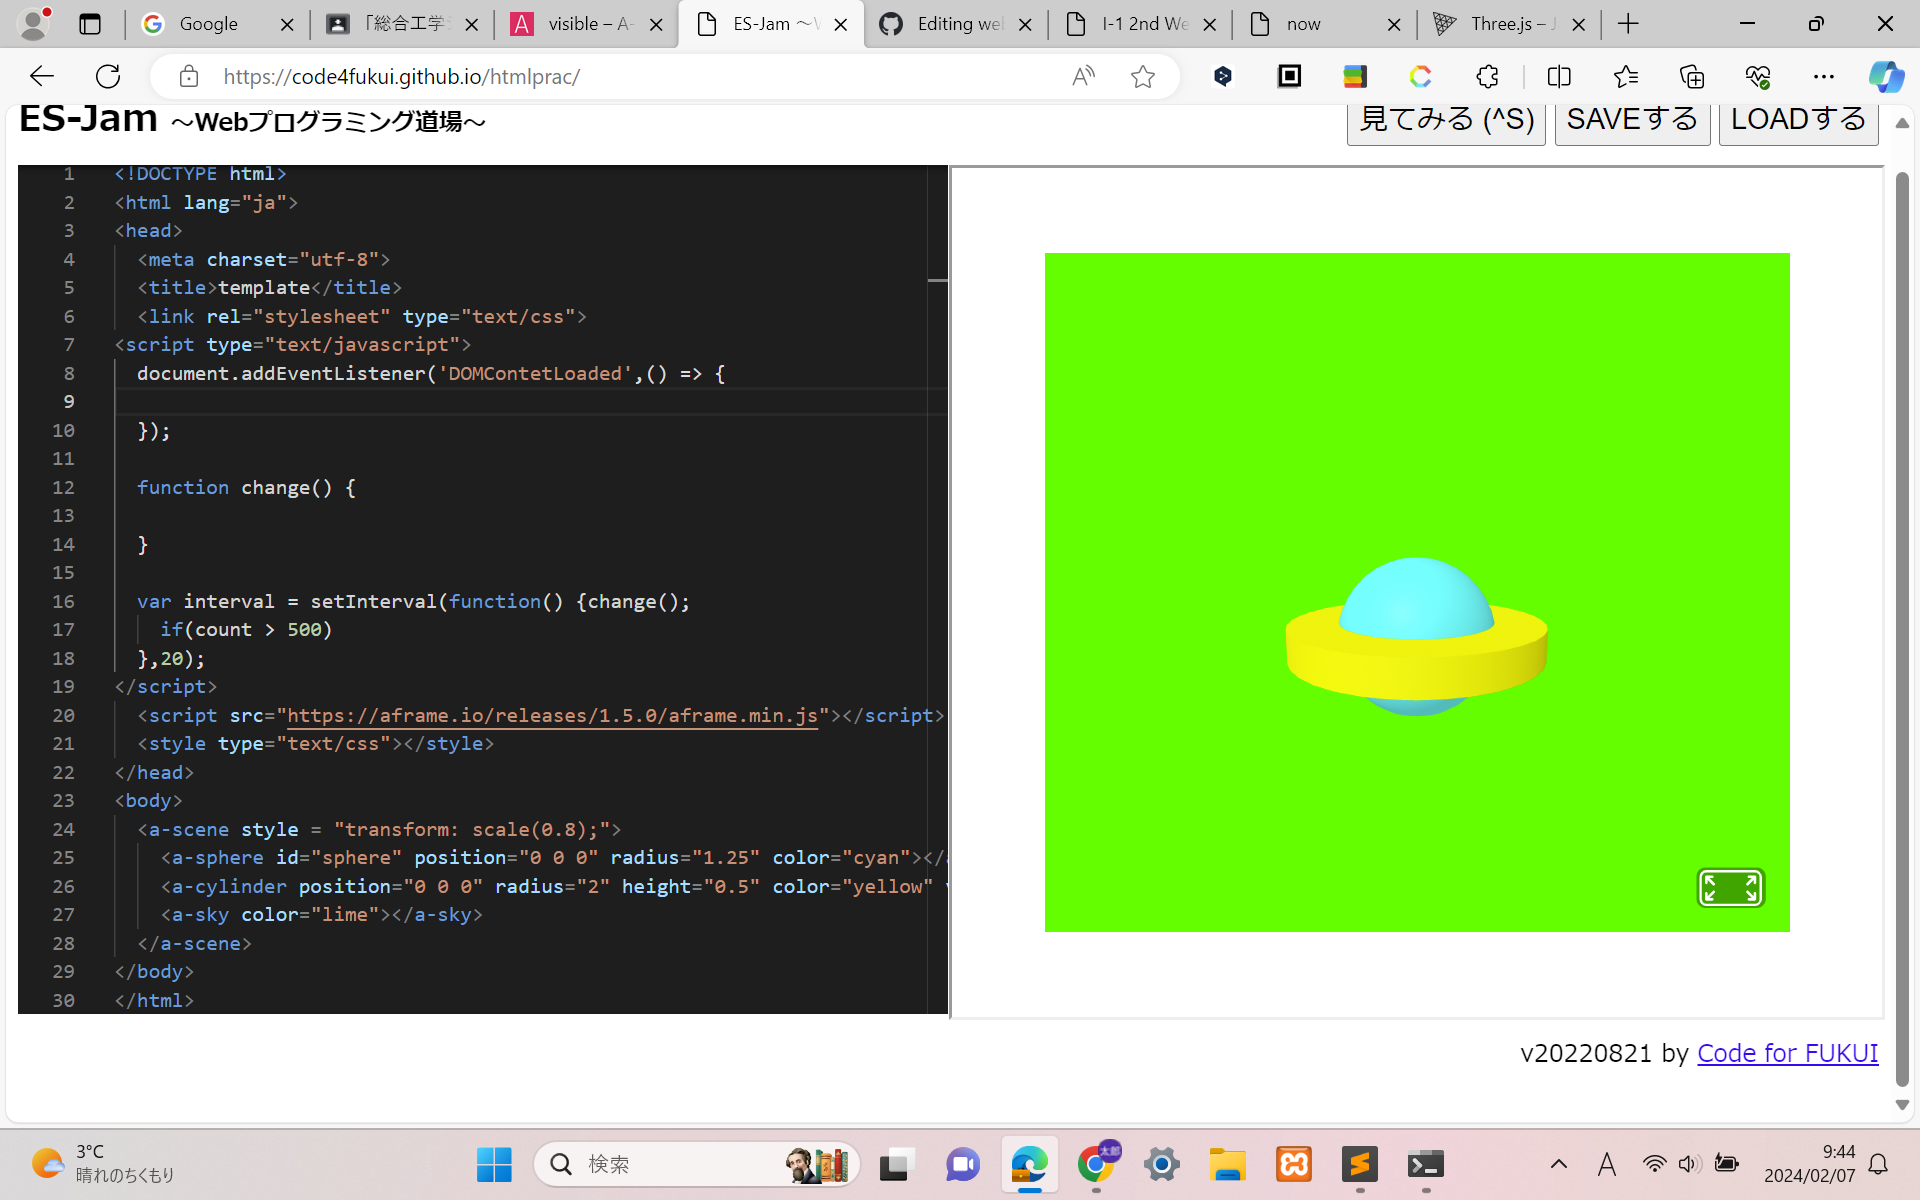 Google
「総合工学
visible – A-
ES-Jam ～
Editing we
I-1 2nd We
now
Three.js – J
https://code4fukui.github.io/htmlprac/
ES-Jam ～Webプログラミング道場～
見てみる (^S)
SAVEする
LOADする
1 <!DOCTYPE html>
2 <html lang="ja">
3 <head>
4 <meta charset="utf-8">
5 <title>template</title>
6 <link rel="stylesheet" type="text/css">
7 <script type="text/javascript">
8 document.addEventListener('DOMContetLoaded',() => {
9
10 });
11
12 function change() {
13
14 }
15
16 var interval = setInterval(function() {change();
17 if(count > 500)
18 },20);
19 </script>
20 <script src="https://aframe.io/releases/1.5.0/aframe.min.js"></script>
21 <style type="text/css"></style>
22 </head>
23 <body>
24 <a-scene style = "transform: scale(0.8);">
25 <a-sphere id="sphere" position="0 0 0" radius="1.25" color="cyan"></
26 <a-cylinder position="0 0 0" radius="2" height="0.5" color="yellow"
27 <a-sky color="lime"></a-sky>
28 </a-scene>
29 </body>
30 </html>
v20220821 by Code for FUKUI
3°C
晴れのちくもり
検索
太郎
A
9:44
2024/02/07